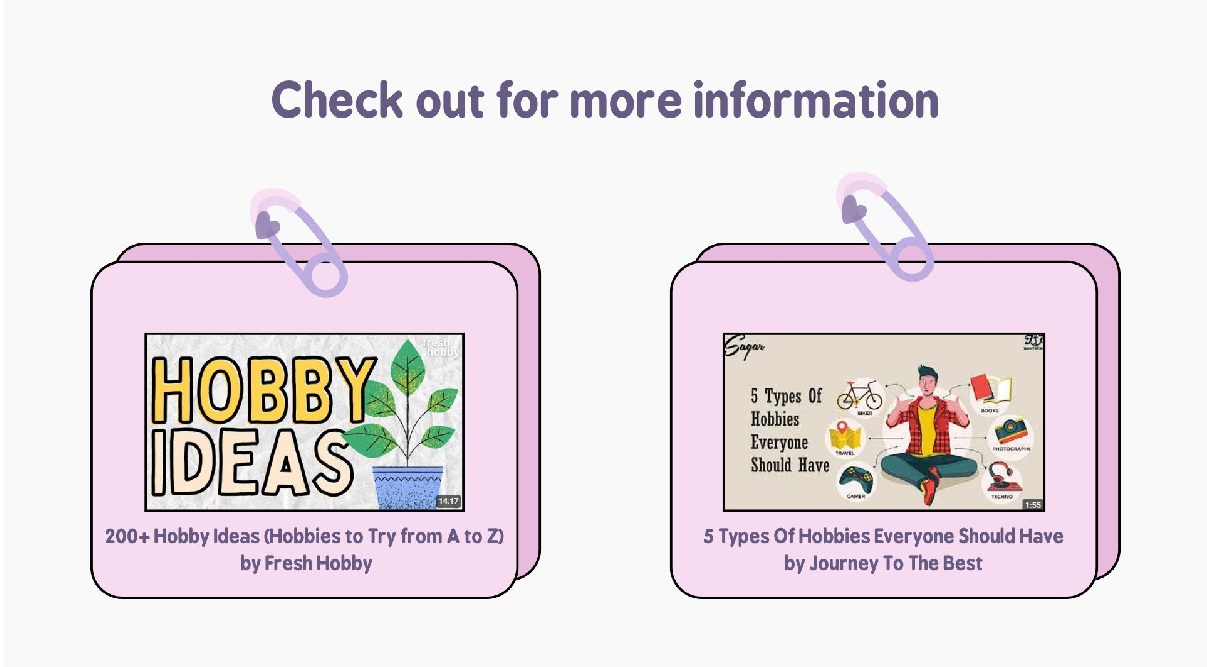 Check out for more information
fresh
hobby
HOBBY
IDEAS
14:17
200+ Hobby Ideas (Hobbies to Try from A to Z)
by Fresh Hobby
Sagar
5 Types Of
Hobbies
Everyone
Should Have
BIKER
BOOKS
TRAVEL
PHOTOGRAPHY
GAMER
TECHNO
1:55
5 Types Of Hobbies Everyone Should Have
by Journey To The Best